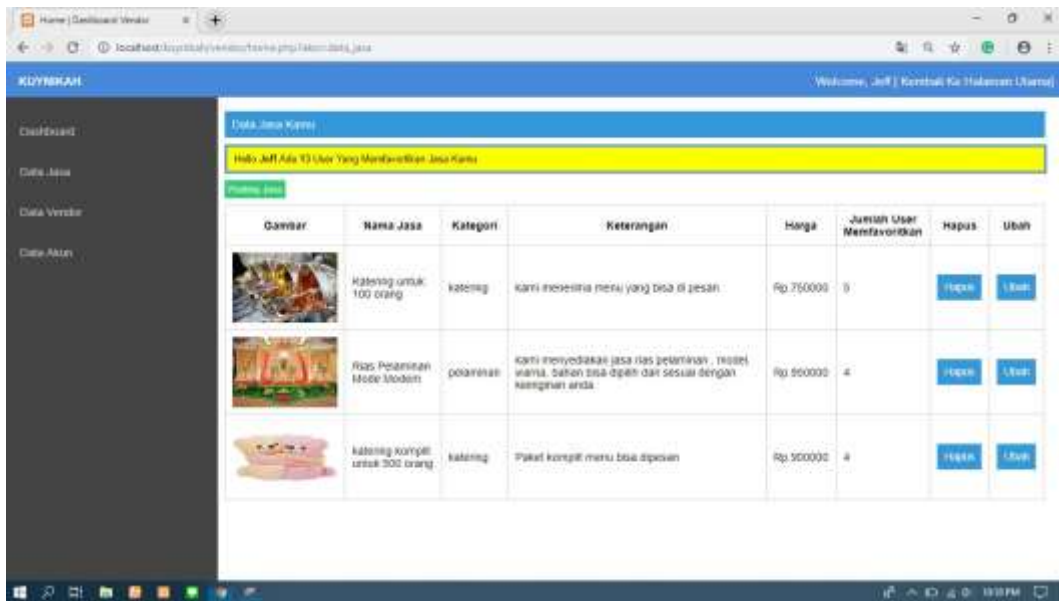 Home | Dashboard Vendor
KOYNIKAH
Welcome, Jeff [ Kembali Ke Halaman Utama]
Dashboard
Data Jasa
Data Vendor
Data Akun
Data Jasa Kamu
Hello Jeff Ada 13 User Yang Memfavoritkan Jasa Kamu
Posting Jasa
Gambar Nama Jasa Kategori Keterangan Harga Jumlah User Hapus Ubah
Memfavoritkan
Katering untuk
100 orang
katering
kami menerima menu yang bisa di pesan
Rp.750000
5
Hapus
Ubah
Rias Pelaminan
Mode Modern
pelaminan
kami menyediakan jasa rias pelaminan , model,
warna, bahan bisa dipilih dan sesuai dengan
keinginan anda
4
Hapus
Ubah
katering komplit
untuk 500 orang
katering
Paket komplit menu bisa dipesan
Rp.500000
4
Hapus
Ubah